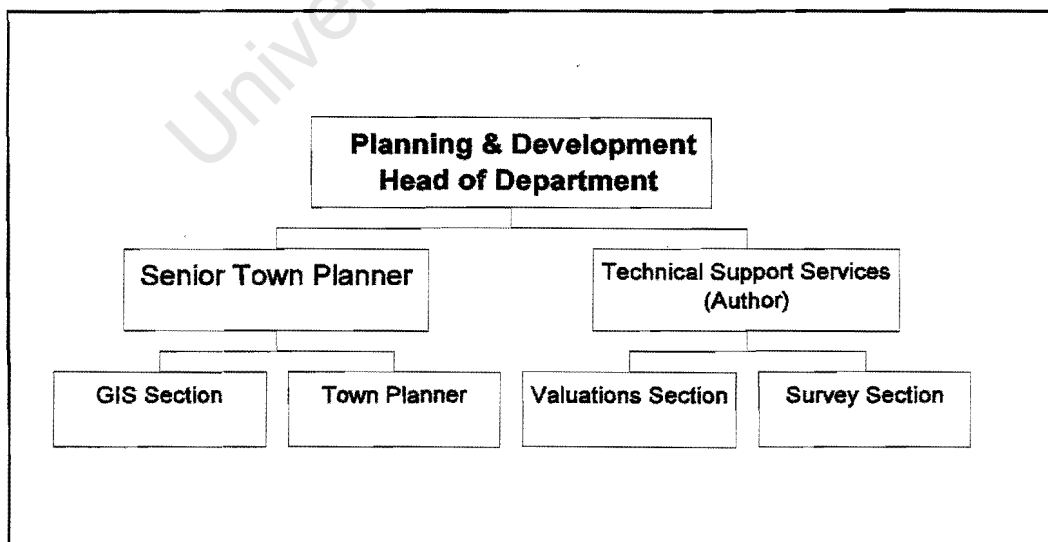 Univer
Planning & Development
Head of Department
Senior Town Planner
Technical Support Services
(Author)
GIS Section
Town Planner
Valuations Section
Survey Section